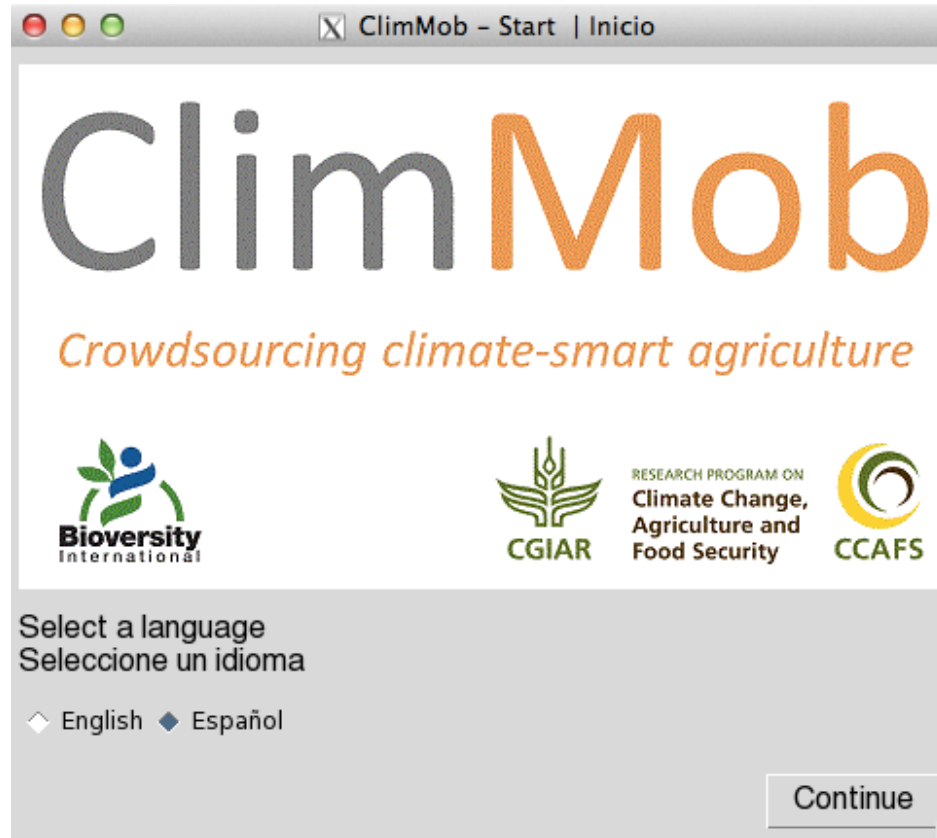 ClimMob – Start | Inicio
ClimMob
Crowdsourcing climate-smart agriculture
Bioversity
International
CGIAR
RESEARCH PROGRAM ON
Climate Change,
Agriculture and
Food Security
CCAFS
Select a language
Seleccione un idioma
English Español
Continue